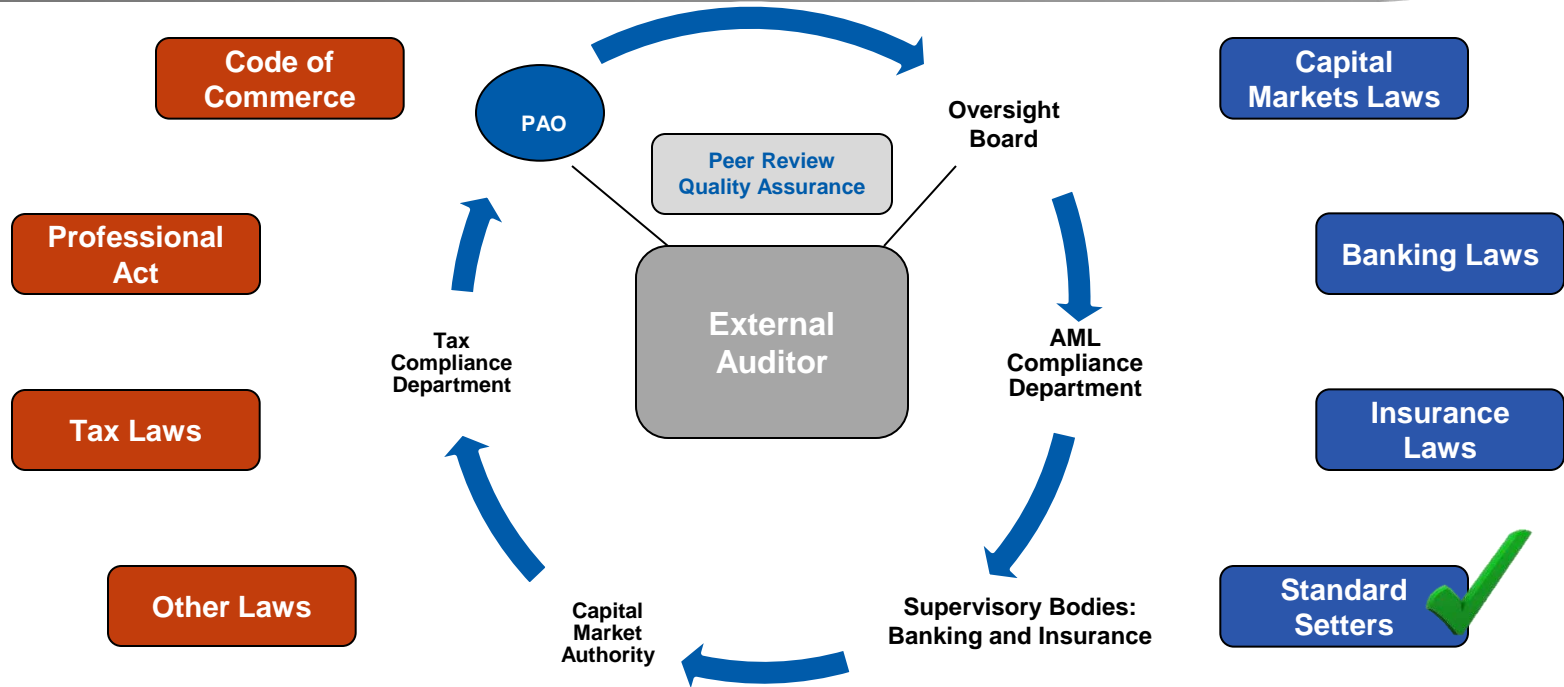 Code of
Commerce
PAO
Peer Review
Quality Assurance
Oversight
Board
Capital
Markets Laws
Professional
Act
Banking Laws
External
Auditor
Tax
Compliance
Department
AML
Compliance
Department
Tax Laws
Insurance
Laws
Other Laws
Capital
Market
Authority
Supervisory Bodies:
Banking and Insurance
Standard
Setters